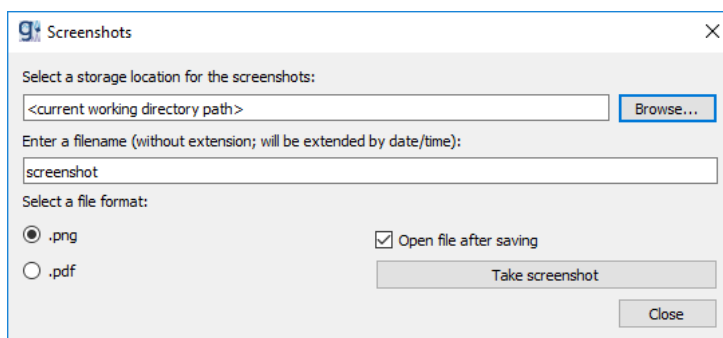 Screenshots
Select a storage location for the screenshots:
<current working directory path>
Browse...
Enter a filename (without extension; will be extended by date/time):
screenshot
Select a file format:
.png
Open file after saving
.pdf
Take screenshot
Close